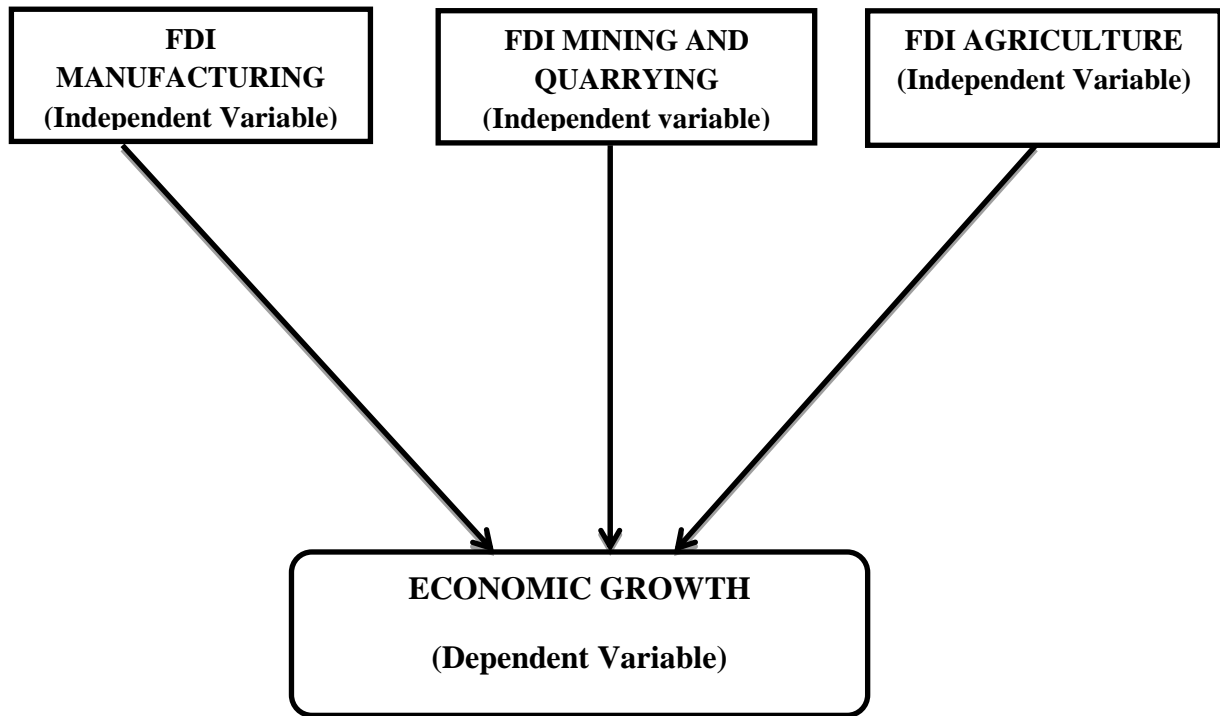 FDI
MANUFACTURING
(Independent Variable)
FDI MINING AND
QUARRYING
(Independent variable)
FDI AGRICULTURE
(Independent Variable)
ECONOMIC GROWTH
(Dependent Variable)